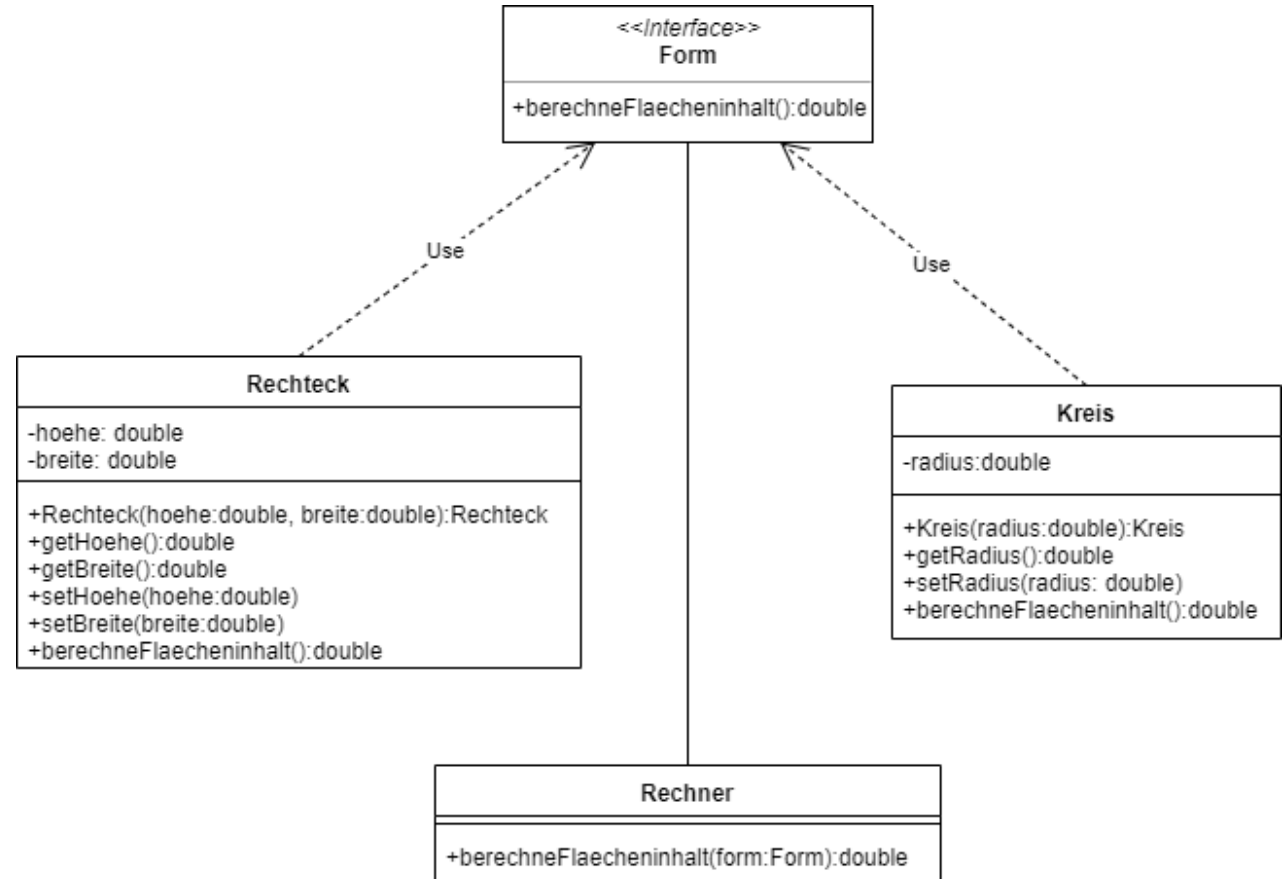 <<Interface>>
Form
+berechneFlaecheninhalt():double
Use
Use
Rechteck
-hoehe: double
-breite: double
+Rechteck(hoehe:double, breite:double):Rechteck
+getHoehe():double
+getBreite():double
+setHoehe(hoehe:double)
+setBreite(breite:double)
+berechneFlaecheninhalt():double
Kreis
-radius:double
+Kreis(radius:double):Kreis
+getRadius():double
+setRadius(radius: double)
+berechneFlaecheninhalt():double
Rechner
+berechneFlaecheninhalt(form:Form):double